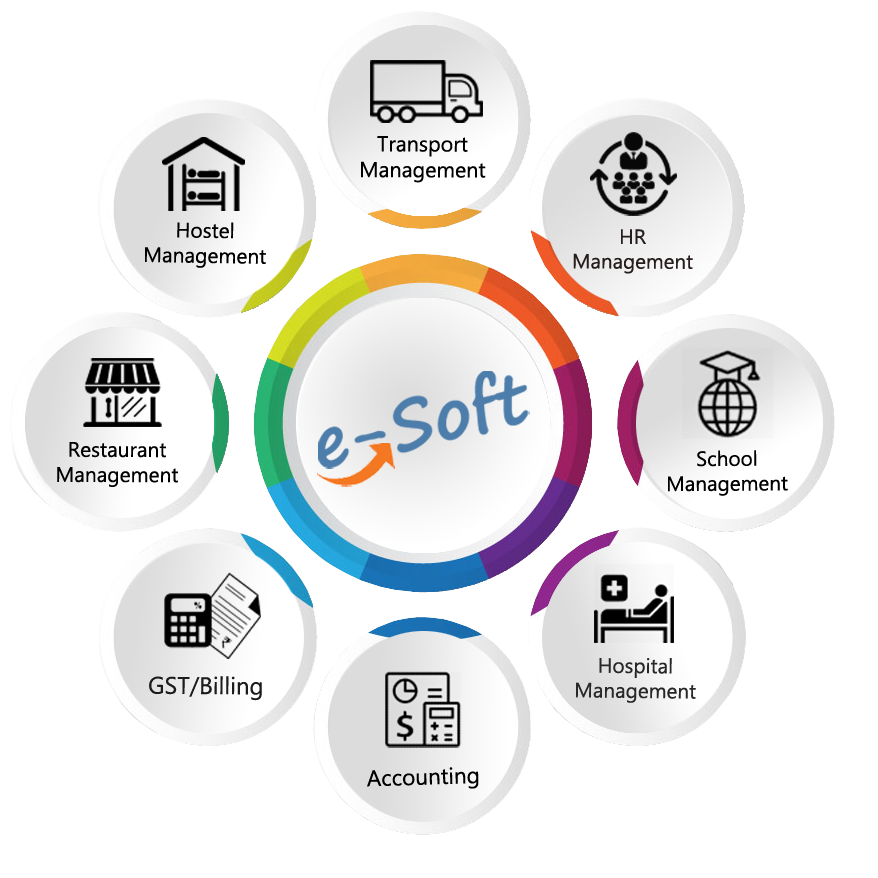 Transport
Management
HR
Management
School
Management
Hospital
Management
Accounting
GST/Billing
Restaurant
Management
Hostel
Management
e-Soft